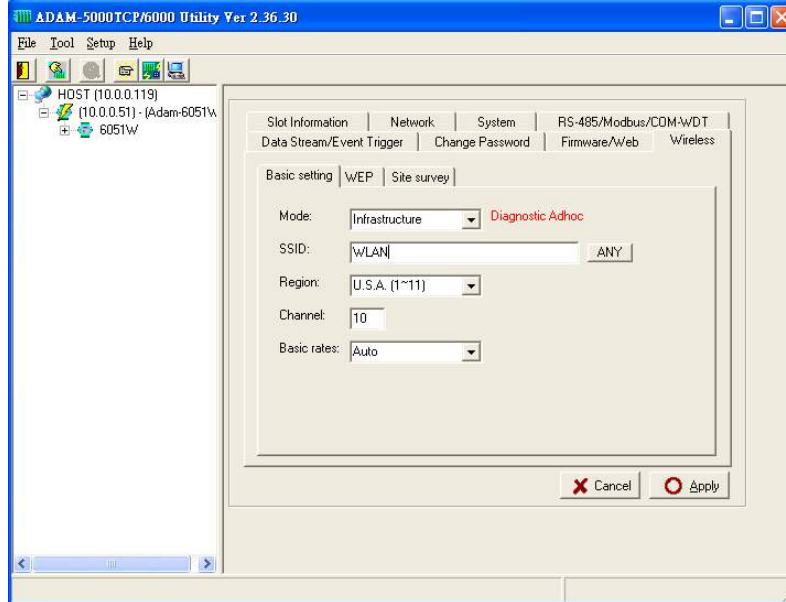 ADAM-5000TCP/6000 Utility Ver 2.36.30
File Tool Setup Help
HOST (10.0.0.119)
(10.0.0.51) - (Adam-6051W
6051W
Slot Information Network System RS-485/Modbus/COM-WDT
Data Stream/Event Trigger Change Password Firmware/Web Wireless
Basic setting WEP Site survey
Mode: Infrastructure Diagnostic Adhoc
SSID: WLAN ANY
Region: U.S.A. (1~11)
Channel: 10
Basic rates: Auto
Cancel Apply